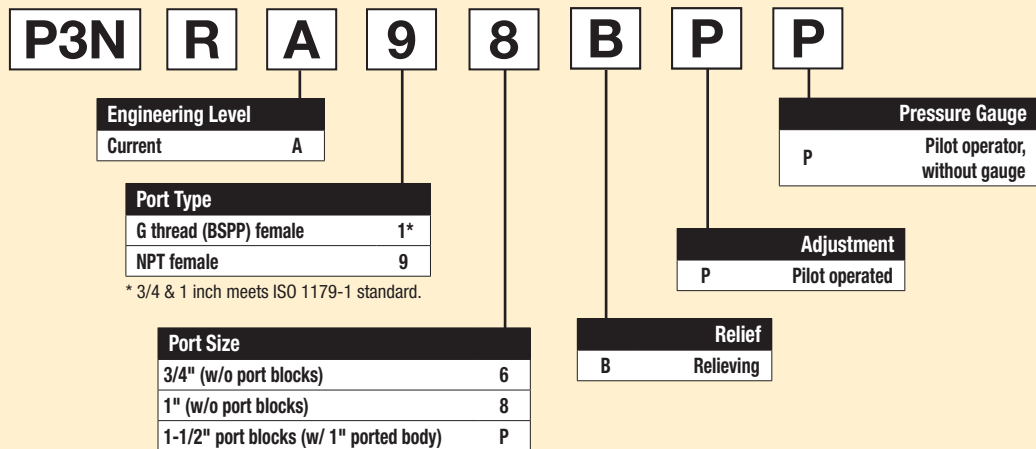 P3N R A 9 8 B P P
Engineering Level
Current A
Port Type
G thread (BSPP) female 1*
NPT female 9
* 3/4 & 1 inch meets ISO 1179-1 standard.
Port Size
3/4" (w/o port blocks) 6
1" (w/o port blocks) 8
1-1/2" port blocks (w/ 1" ported body) P
Relief
B Relieving
Adjustment
P Pilot operated
Pressure Gauge
P Pilot operator,
without gauge